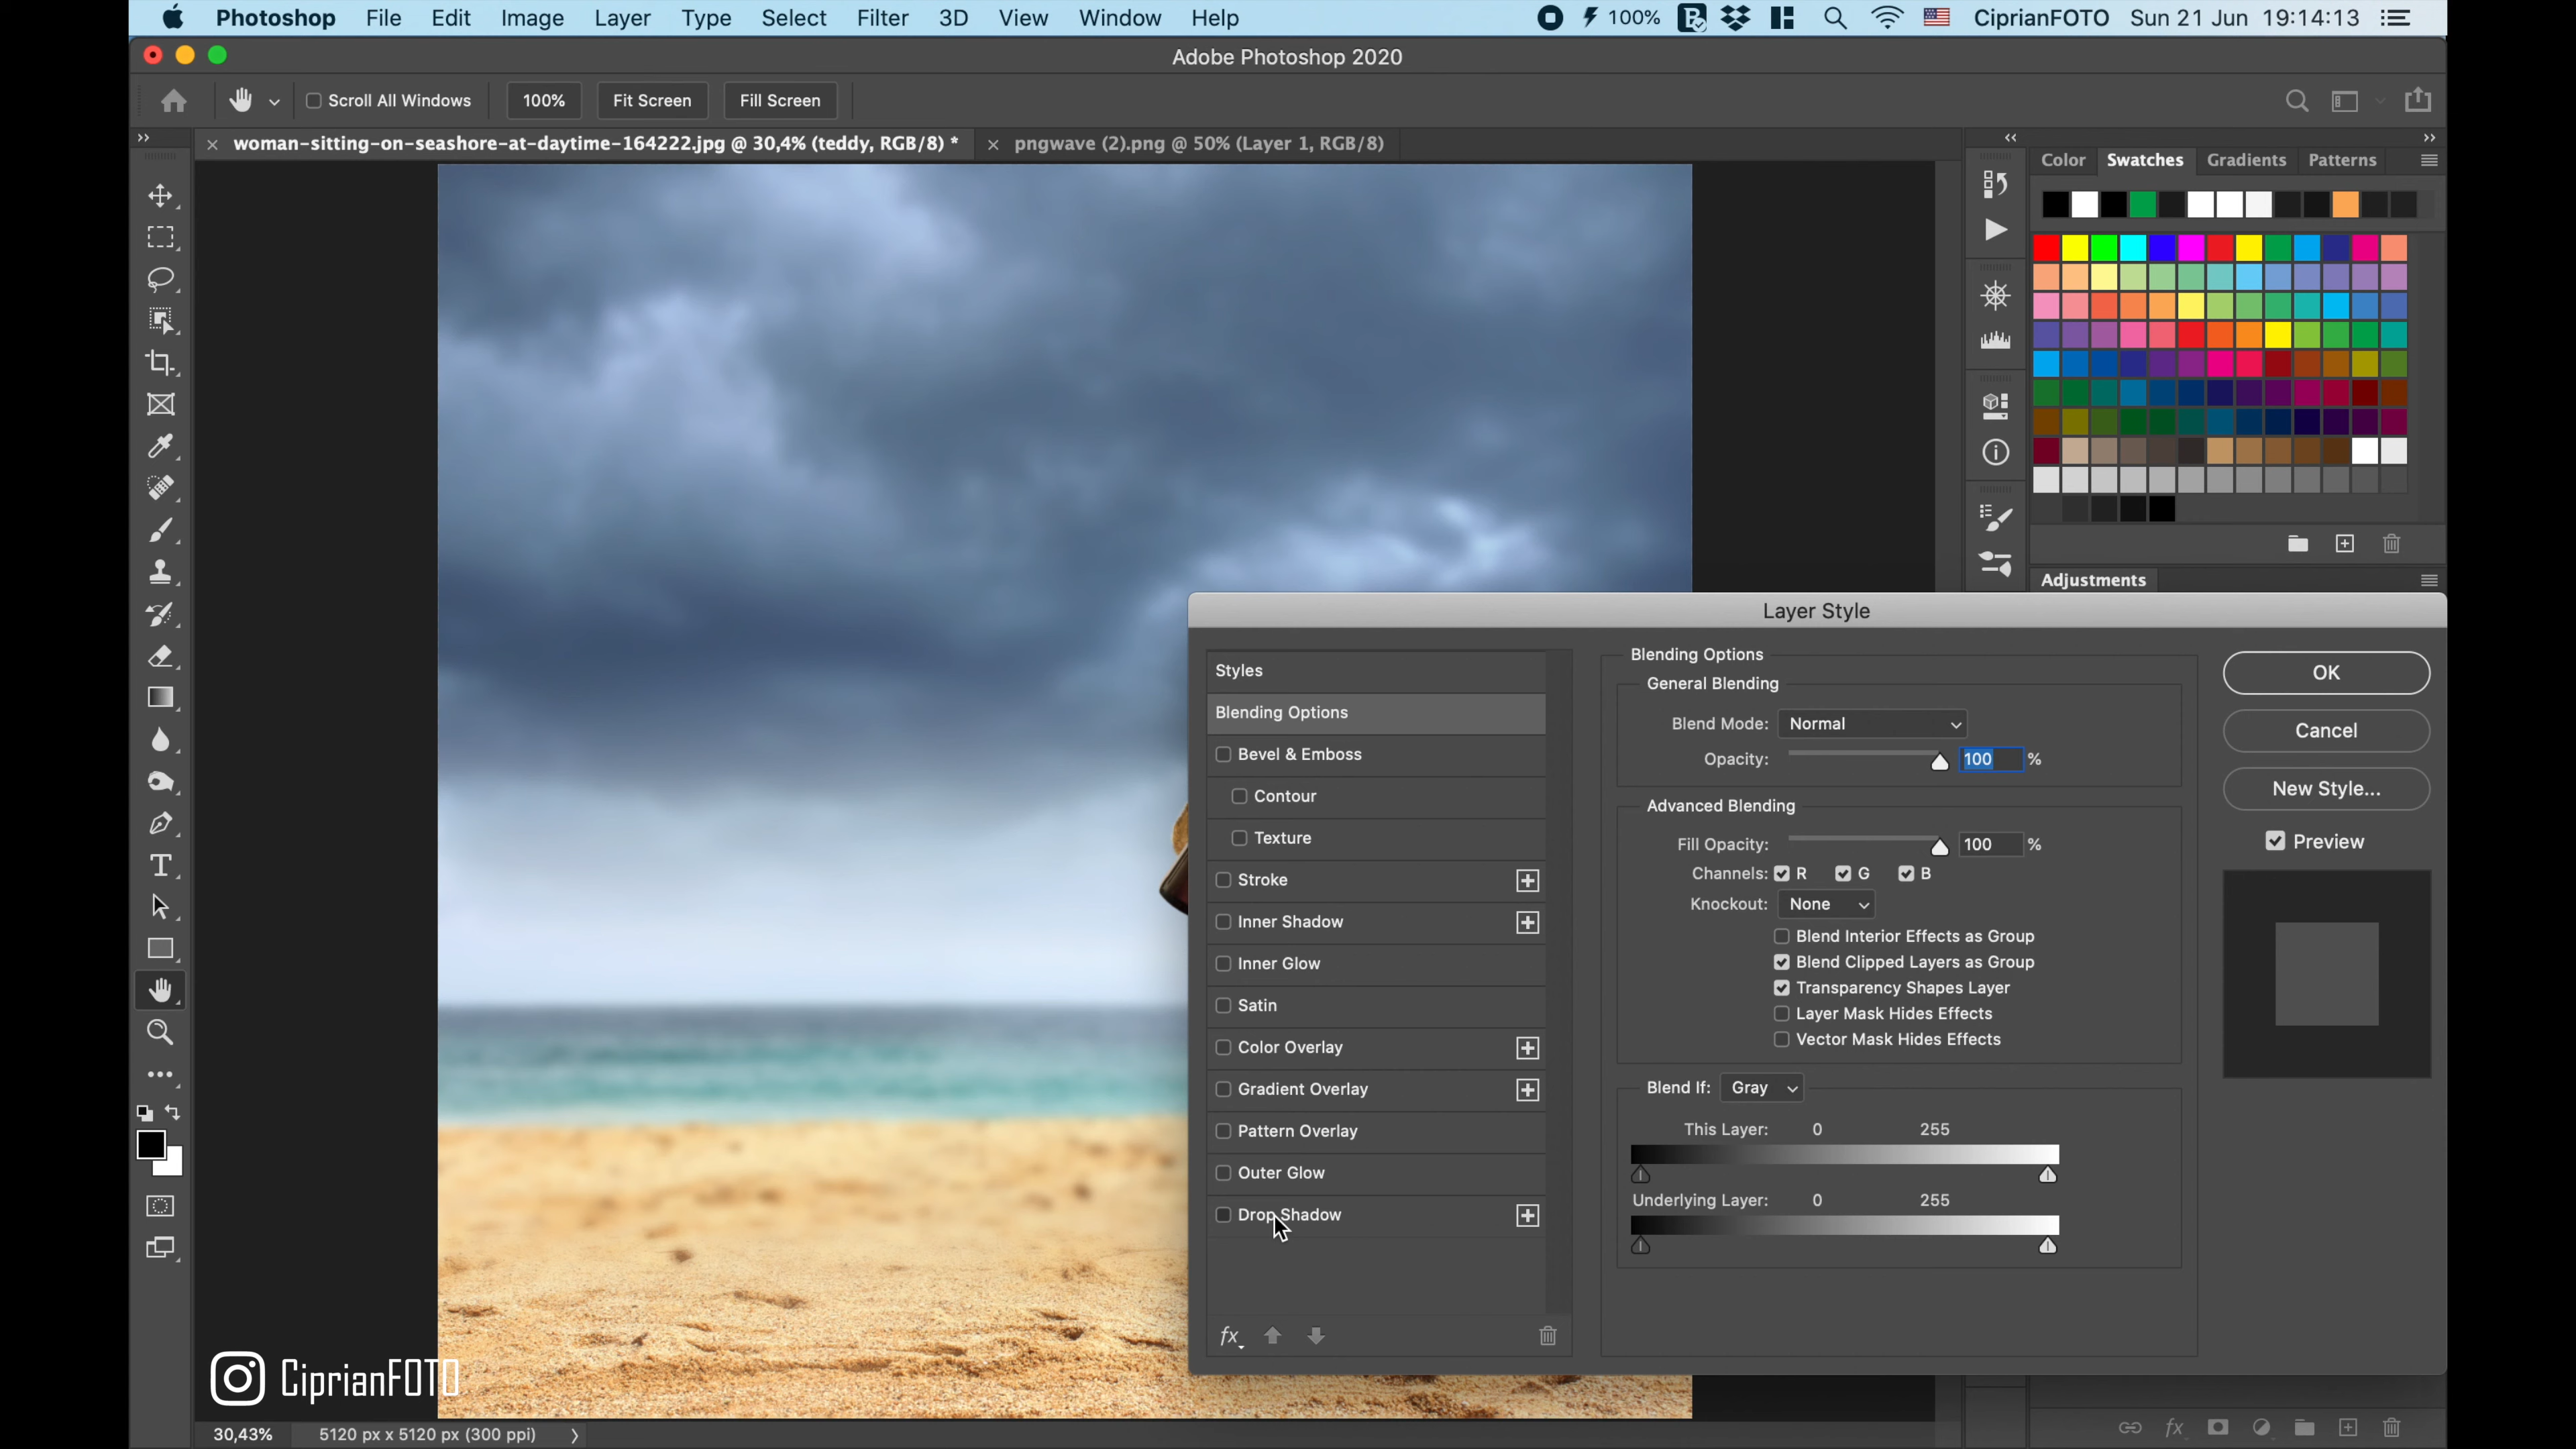 Photoshop File Edit Image Layer Type Select Filter 3D View Window Help 100% CiprianFOTO Sun 21 Jun 19:14:13
Adobe Photoshop 2020
Scroll All Windows 100% Fit Screen Fill Screen
woman-sitting-on-seashore-at-daytime-164222.jpg @ 30,4% (teddy, RGB/8) * pngwave (2).png @ 50% (Layer 1, RGB/8)
Color Swatches Gradients Patterns
Adjustments
Layer Style
Styles
Blending Options
Bevel & Emboss
Contour
Texture
Stroke
Inner Shadow
Inner Glow
Satin
Color Overlay
Gradient Overlay
Pattern Overlay
Outer Glow
Drop Shadow
fx
Blending Options
General Blending
Blend Mode: Normal
Opacity: 100 %
Advanced Blending
Fill Opacity: 100 %
Channels: R G B
Knockout: None
Blend Interior Effects as Group
Blend Clipped Layers as Group
Transparency Shapes Layer
Layer Mask Hides Effects
Vector Mask Hides Effects
Blend If: Gray
This Layer: 0 255
Underlying Layer: 0 255
OK
Cancel
New Style...
Preview
CiprianFOTO
30,43% 5120 px x 5120 px (300 ppi)
fx